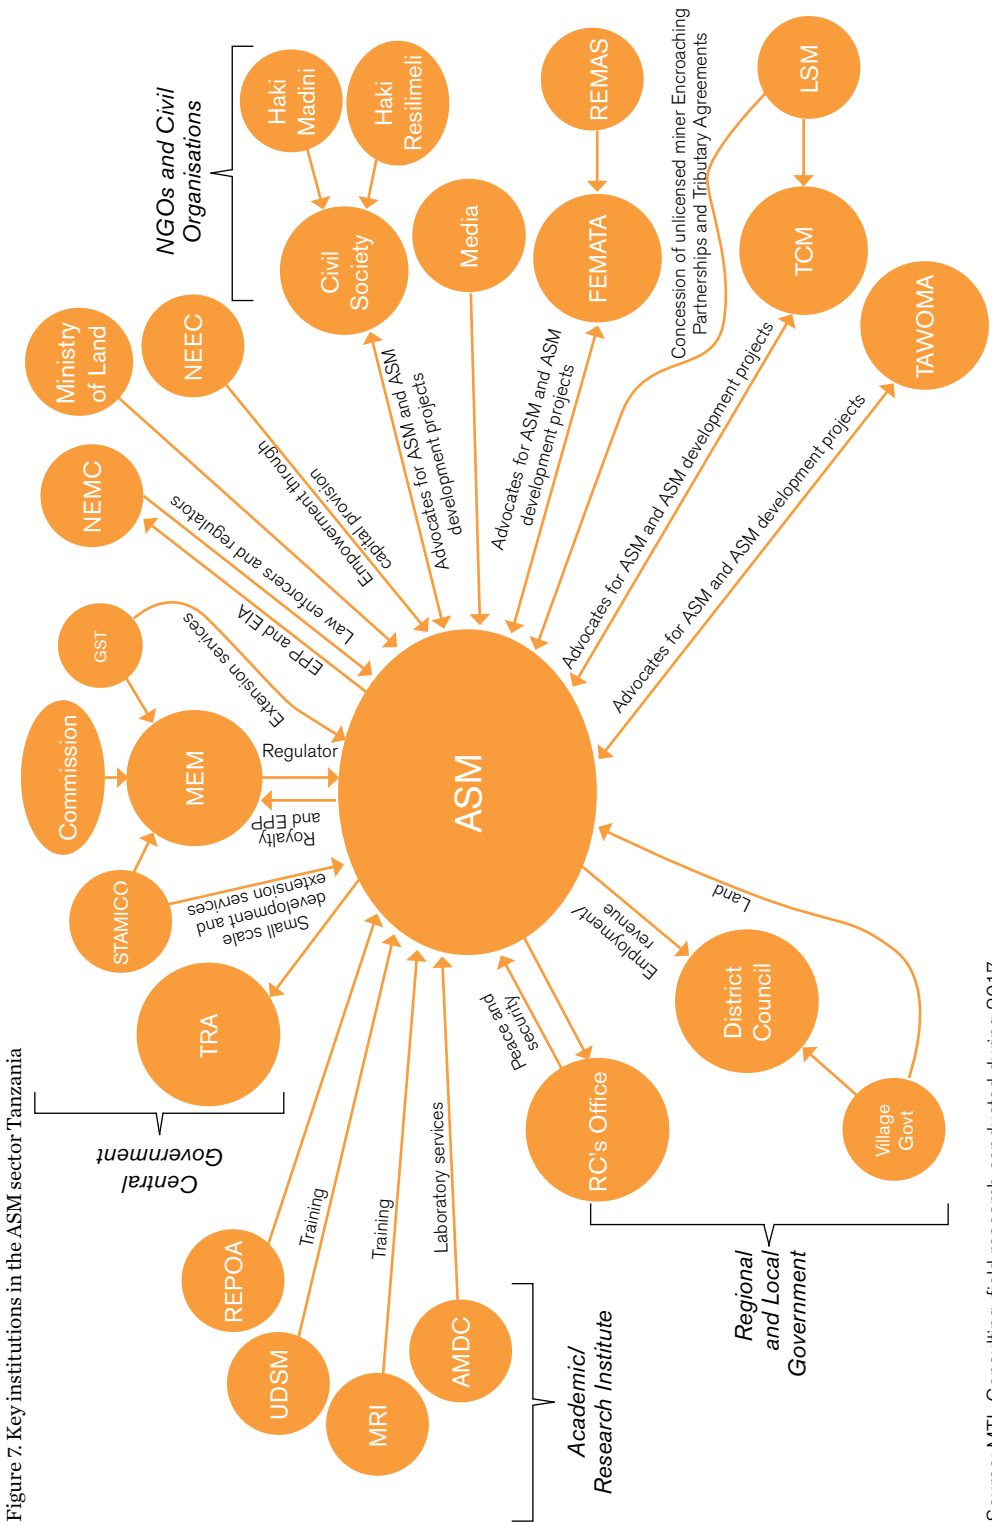 Figure 7. Key institutions in the ASM sector Tanzania
Central
Government
TRA
STAMICO
Commission
MEM
GST
NEMC
Ministry
of Land
NEEC
Small scale
development and
extension services
Royalty
and EPP
Regulator
Extension services
EPP and EIA
Law enforcers and regulators
Empowerment through
capital provision
NGOs and Civil
Organisations
Haki
Madini
Haki
Resilimeli
Civil
Society
Media
REMAS
FEMATA
LSM
TCM
TAWOMA
Advocates for ASM and ASM
development projects
Advocates for ASM and ASM
development projects
Concession of unlicensed miner Encroaching
Partnerships and Tributary Agreements
Advocates for ASM and ASM development projects
Advocates for ASM and ASM development projects
ASM
REPOA
UDSM
MRI
AMDC
Training
Training
Laboratory services
Academic/
Research Institute
Peace and
security
RC's Office
Employment/
revenue
District
Council
Land
Village
Govt
Regional
and Local
Government